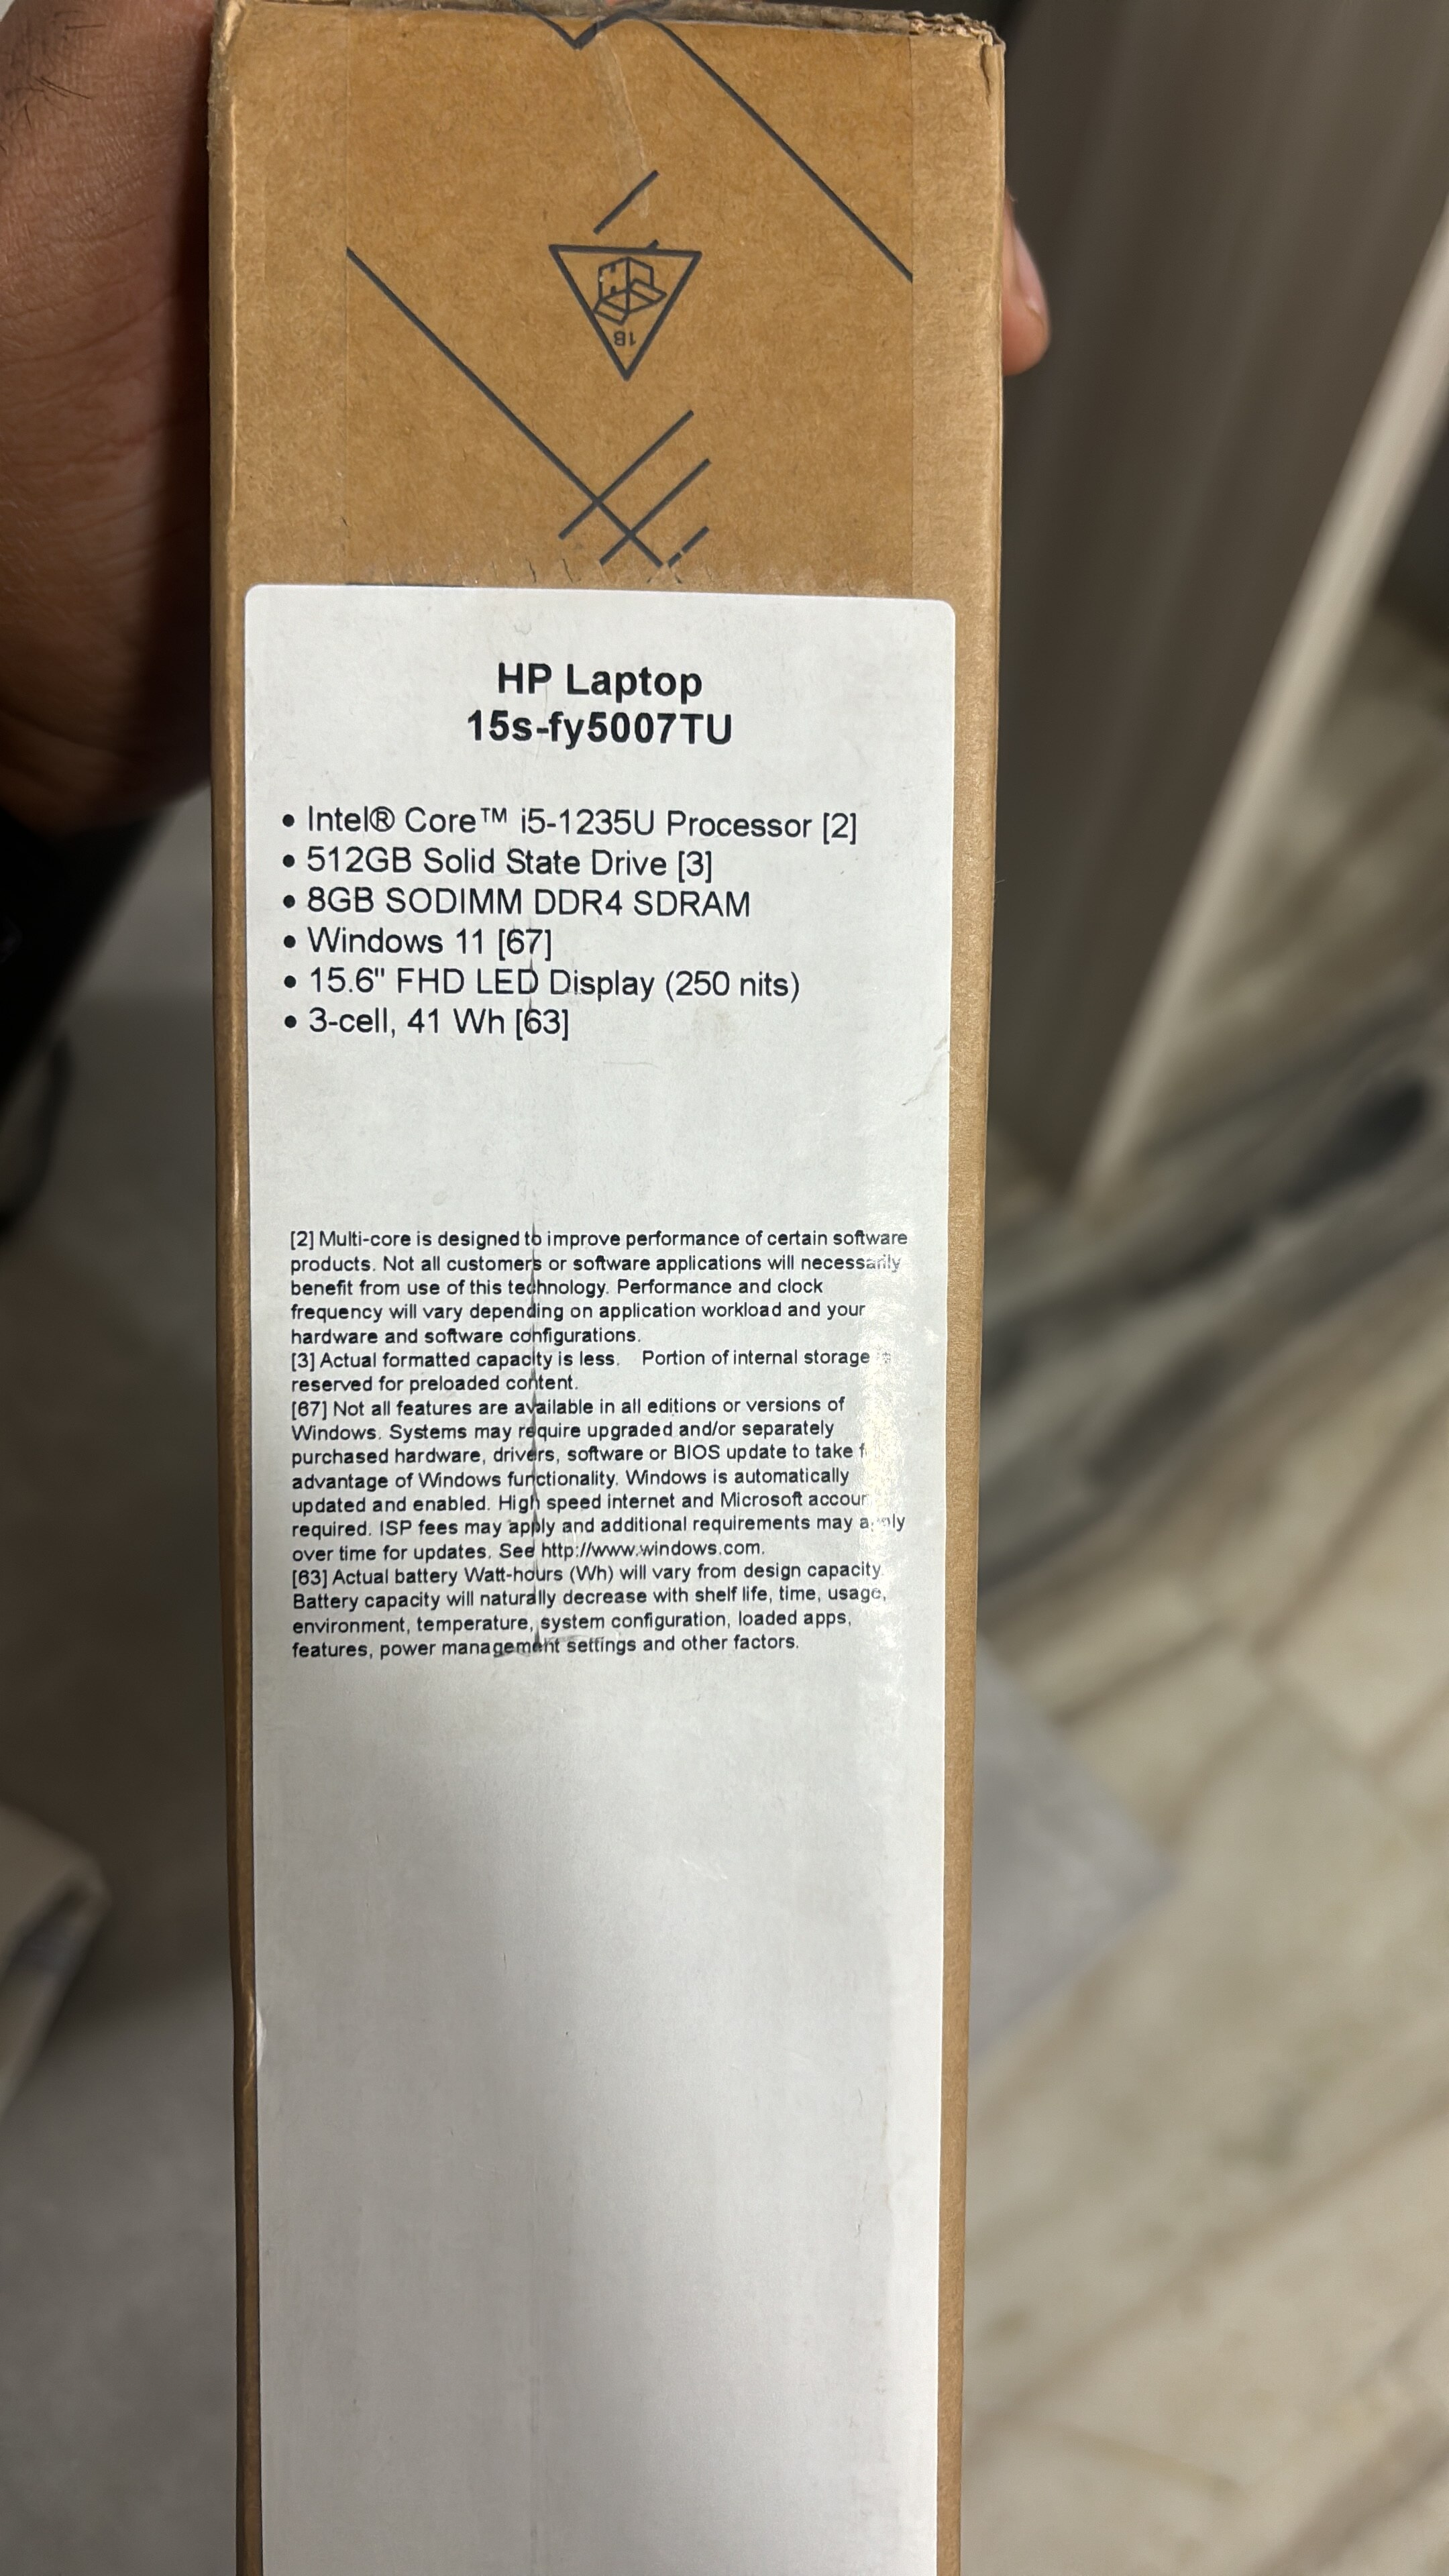 18
HP Laptop
15s-fy5007TU
• Intel® Core™ i5-1235U Processor [2]
• 512GB Solid State Drive [3]
• 8GB SODIMM DDR4 SDRAM
• Windows 11 [67]
• 15.6" FHD LED Display (250 nits)
• 3-cell, 41 Wh [63]
[2] Multi-core is designed to improve performance of certain software
products. Not all customers or software applications will necessarily
benefit from use of this technology. Performance and clock
frequency will vary depending on application workload and your
hardware and software configurations.
[3] Actual formatted capacity is less. Portion of internal storage
reserved for preloaded content.
[67] Not all features are available in all editions or versions of
Windows. Systems may require upgraded and/or separately
purchased hardware, drivers, software or BIOS update to take
advantage of Windows functionality. Windows is automatically
updated and enabled. High speed internet and Microsoft
required. ISP fees may apply and additional requirements may apply
over time for updates. See http://www.windows.com.
[63] Actual battery Watt-hours (Wh) will vary from design capacity.
Battery capacity will naturally decrease with shelf life, time, usage,
environment, temperature, system configuration, loaded apps,
features, power management settings and other factors.